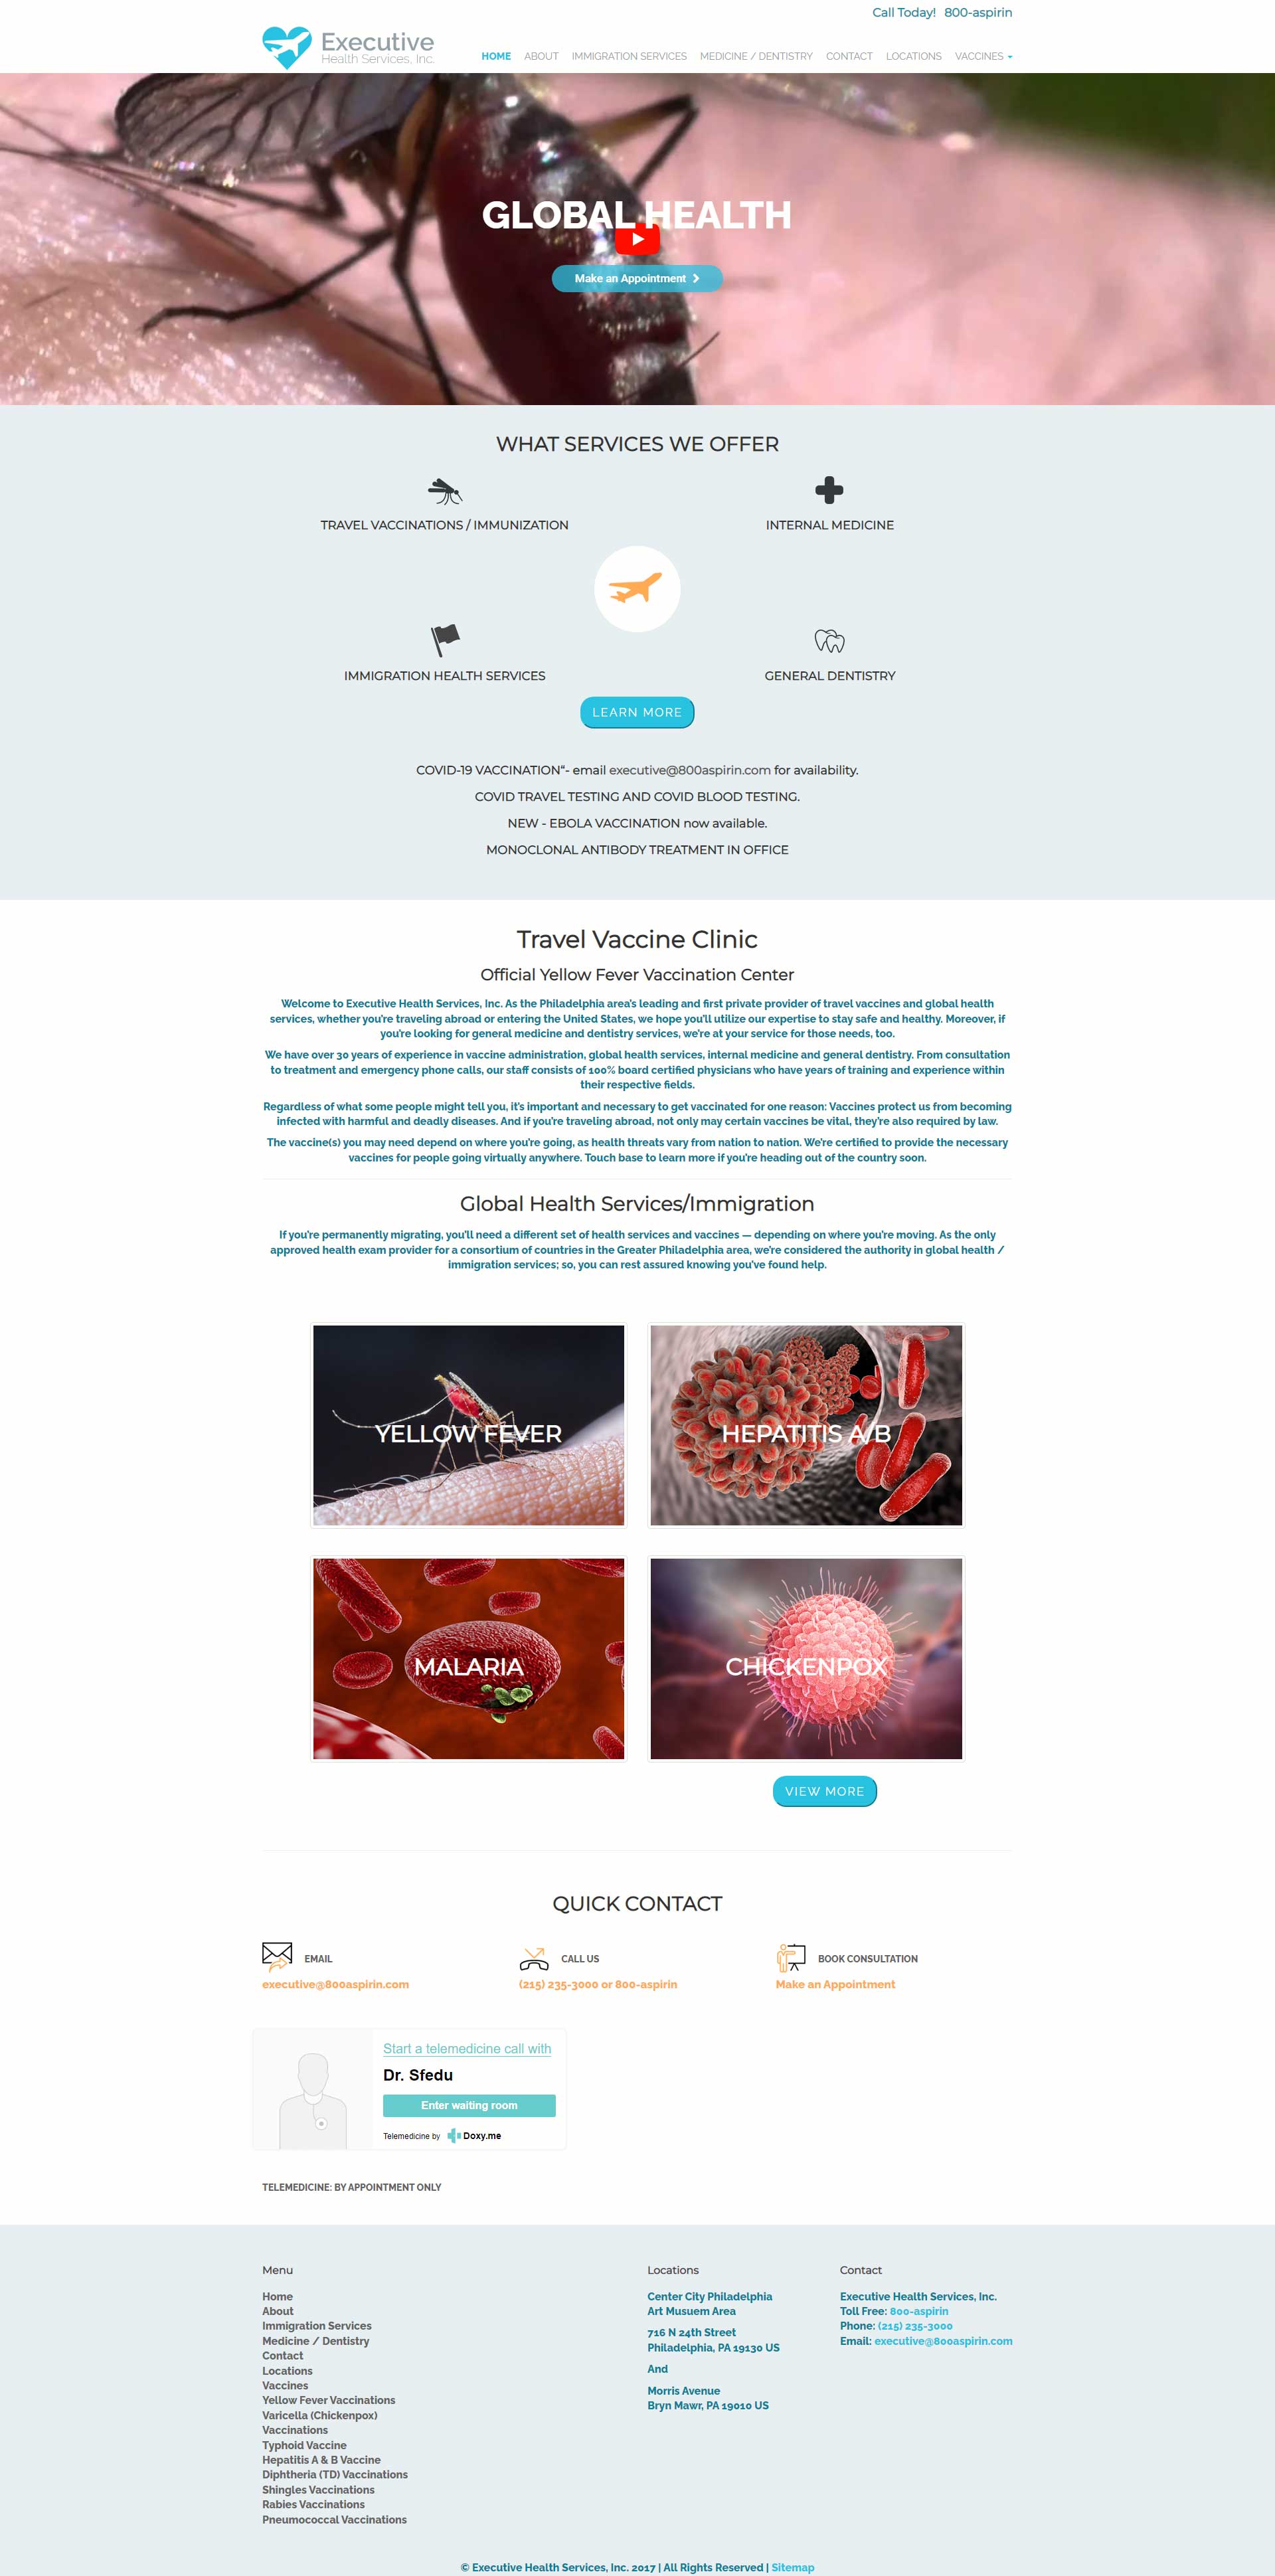 Call Today! 800-aspirin
Executive
Health Services, Inc.
HOME ABOUT IMMIGRATION SERVICES MEDICINE / DENTISTRY CONTACT LOCATIONS VACCINES
GLOBAL HEALTH
Make an Appointment
WHAT SERVICES WE OFFER
TRAVEL VACCINATIONS / IMMUNIZATION
INTERNAL MEDICINE
IMMIGRATION HEALTH SERVICES
GENERAL DENTISTRY
LEARN MORE
COVID-19 VACCINATION“- email executive@800aspirin.com for availability.
COVID TRAVEL TESTING AND COVID BLOOD TESTING.
NEW - EBOLA VACCINATION now available.
MONOCLONAL ANTIBODY TREATMENT IN OFFICE
Travel Vaccine Clinic
Official Yellow Fever Vaccination Center
Welcome to Executive Health Services, Inc. As the Philadelphia area’s leading and first private provider of travel vaccines and global health
services, whether you’re traveling abroad or entering the United States, we hope you’ll utilize our expertise to stay safe and healthy. Moreover, if
you’re looking for general medicine and dentistry services, we’re at your service for those needs, too.
We have over 30 years of experience in vaccine administration, global health services, internal medicine and general dentistry. From consultation
to treatment and emergency phone calls, our staff consists of 100% board certified physicians who have years of training and experience within
their respective fields.
Regardless of what some people might tell you, it’s important and necessary to get vaccinated for one reason: Vaccines protect us from becoming
infected with harmful and deadly diseases. And if you’re traveling abroad, not only may certain vaccines be vital, they’re also required by law.
The vaccine(s) you may need depend on where you’re going, as health threats vary from nation to nation. We’re certified to provide the necessary
vaccines for people going virtually anywhere. Touch base to learn more if you’re heading out of the country soon.
Global Health Services/Immigration
If you’re permanently migrating, you’ll need a different set of health services and vaccines — depending on where you’re moving. As the only
approved health exam provider for a consortium of countries in the Greater Philadelphia area, we’re considered the authority in global health /
immigration services; so, you can rest assured knowing you’ve found help.
YELLOW FEVER
HEPATITIS A/B
MALARIA
CHICKENPOX
VIEW MORE
QUICK CONTACT
EMAIL
executive@800aspirin.com
CALL US
(215) 235-3000 or 800-aspirin
BOOK CONSULTATION
Make an Appointment
Start a telemedicine call with
Dr. Sfedu
Enter waiting room
Telemedicine by Doxy.me
TELEMEDICINE: BY APPOINTMENT ONLY
Menu
Home
About
Immigration Services
Medicine / Dentistry
Contact
Locations
Vaccines
Yellow Fever Vaccinations
Varicella (Chickenpox)
Vaccinations
Typhoid Vaccine
Hepatitis A & B Vaccine
Diphtheria (TD) Vaccinations
Shingles Vaccinations
Rabies Vaccinations
Pneumococcal Vaccinations
Locations
Center City Philadelphia
Art Musuem Area
716 N 24th Street
Philadelphia, PA 19130 US
And
Morris Avenue
Bryn Mawr, PA 19010 US
Contact
Executive Health Services, Inc.
Toll Free: 800-aspirin
Phone: (215) 235-3000
Email: executive@800aspirin.com
© Executive Health Services, Inc. 2017 | All Rights Reserved | Sitemap